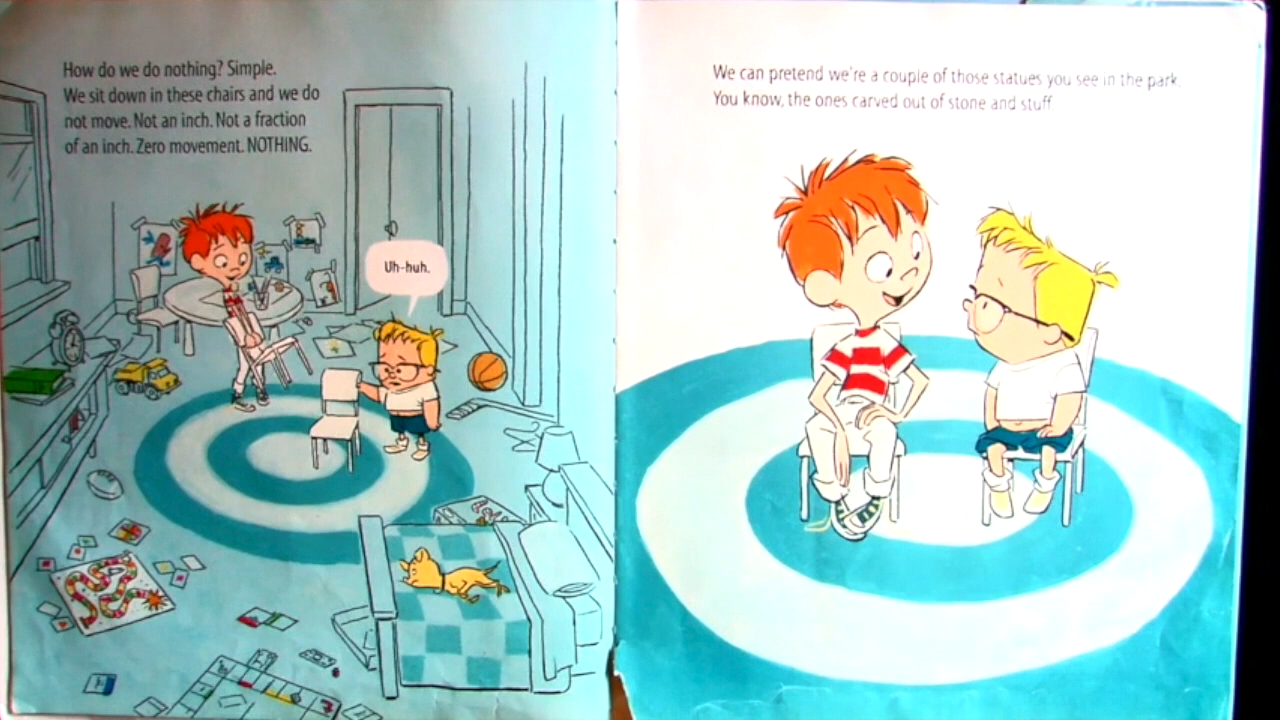 How do we do nothing? Simple.
We sit down in these chairs and we do
not move. Not an inch. Not a fraction
of an inch. Zero movement. NOTHING.
Uh-huh.
We can pretend we're a couple of those statues you see in the park.
You know, the ones carved out of stone and stuff